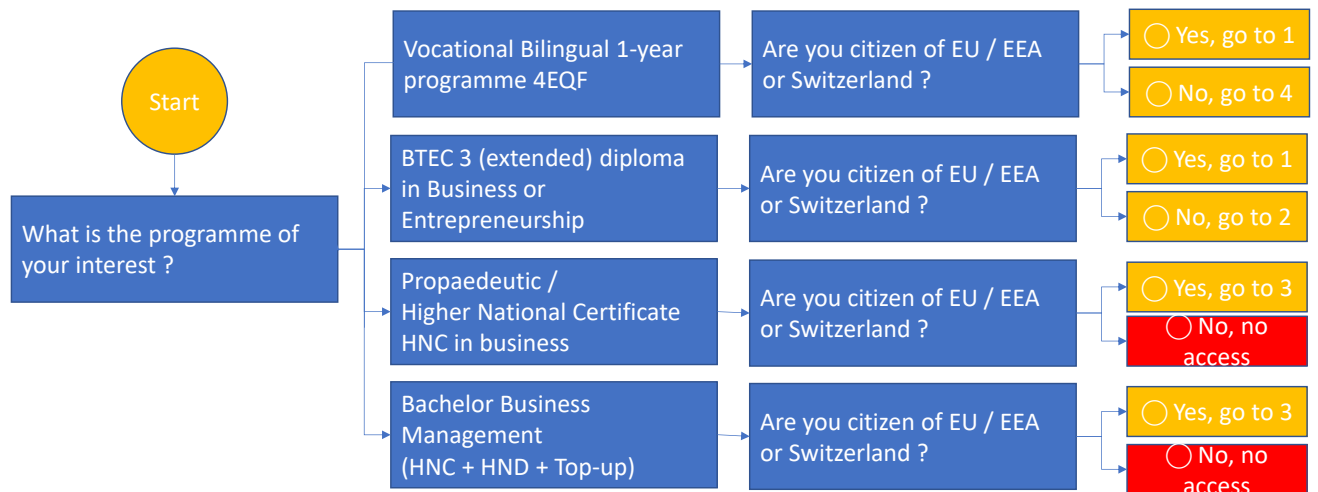 Start
What is the programme of
your interest ?
Vocational Bilingual 1-year
programme 4EQF
Are you citizen of EU / EEA
or Switzerland ?
Yes, go to 1
No, go to 4
BTEC 3 (extended) diploma
in Business or
Entrepreneurship
Are you citizen of EU / EEA
or Switzerland ?
Yes, go to 1
No, go to 2
Propaedeutic /
Higher National Certificate
HNC in business
Are you citizen of EU / EEA
or Switzerland ?
Yes, go to 3
No, no
access
Bachelor Business
Management
(HNC + HND + Top-up)
Are you citizen of EU / EEA
or Switzerland ?
Yes, go to 3
No, no
access